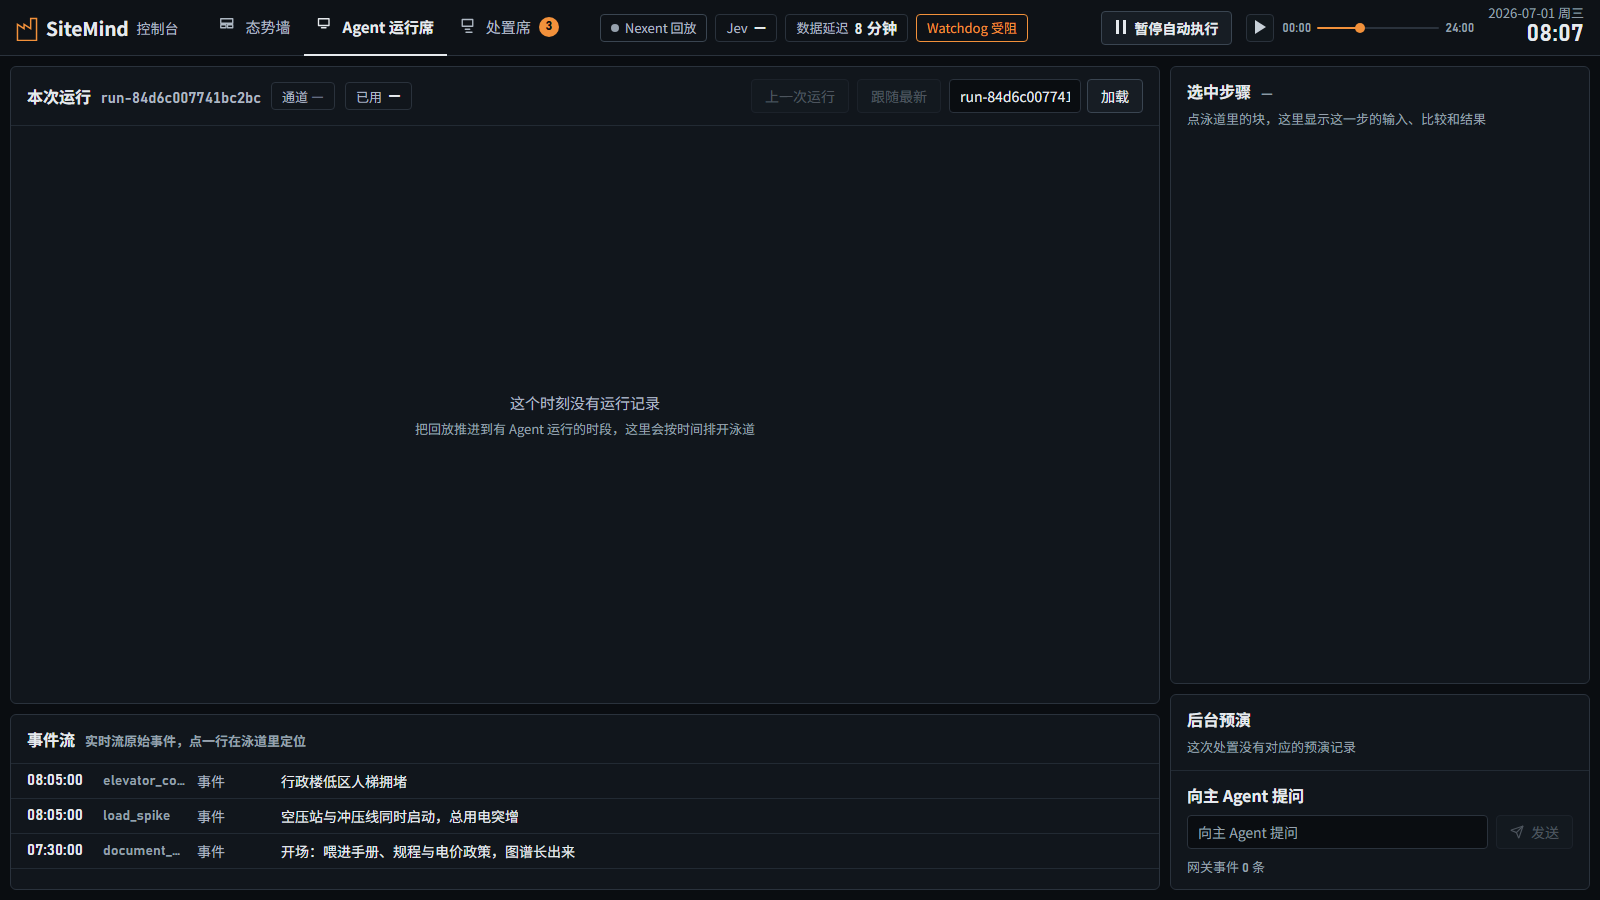 SiteMind 控制台
态势墙
Agent 运行席
处置席 3
Nexent 回放
Jev —
数据延迟 8 分钟
Watchdog 受阻
暂停自动执行
00:00
24:00
2026-07-01 周三
08:07
本次运行 run-84d6c007741bc2bc 通道 — 已用 —
上一次运行 跟随最新 run-84d6c007741 加载
这个时刻没有运行记录
把回放推进到有 Agent 运行的时段，这里会按时间排开泳道
事件流 实时流原始事件，点一行在泳道里定位
08:05:00 elevator_co… 事件 行政楼低区人梯拥堵
08:05:00 load_spike 事件 空压站与冲压线同时启动，总用电突增
07:30:00 document_… 事件 开场：喂进手册、规程与电价政策，图谱长出来
选中步骤 —
点泳道里的块，这里显示这一步的输入、比较和结果
后台预演
这次处置没有对应的预演记录
向主 Agent 提问
向主 Agent 提问 发送
网关事件 0 条